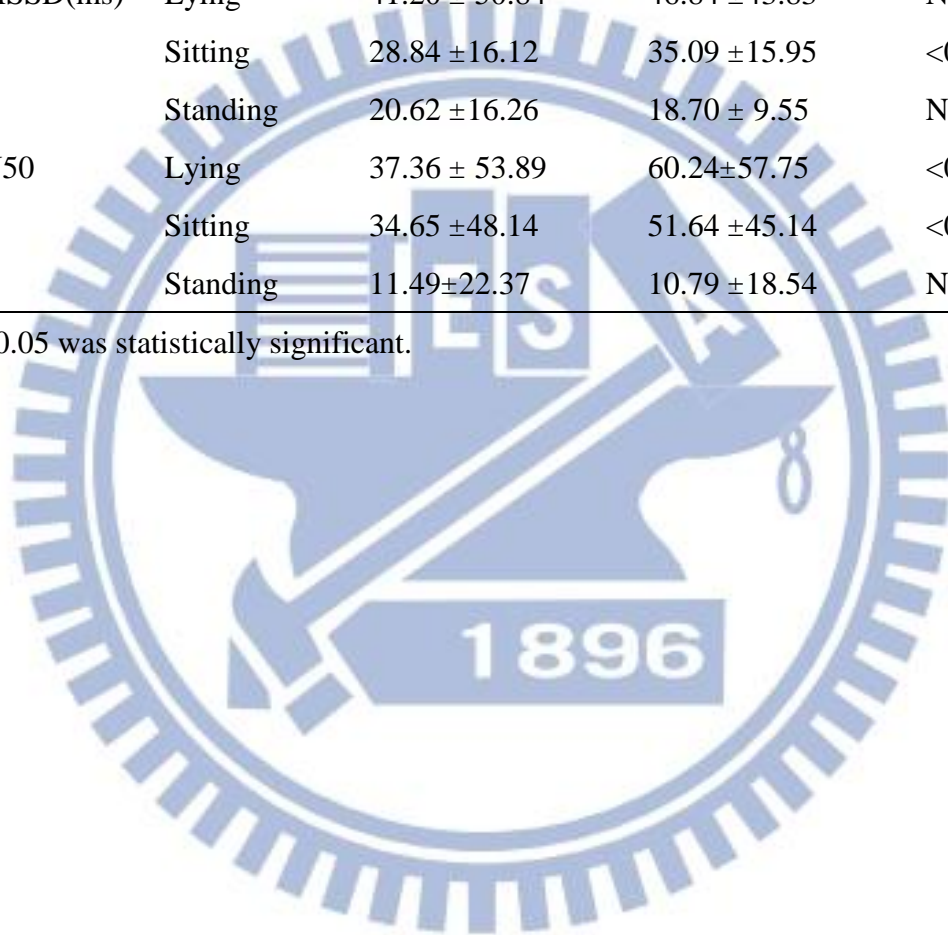 Sitting 28.84 ±16.12 35.09 ±15.95
Standing 20.62 ±16.26 18.70 ± 9.55 N
50 Lying 37.36 ± 53.89 60.24±57.75
Sitting 34.65 ±48.14 51.64 ±45.14
Standing 11.49±22.37 10.79 ±18.54 N
0.05 was statistically significant.
E S A
1896